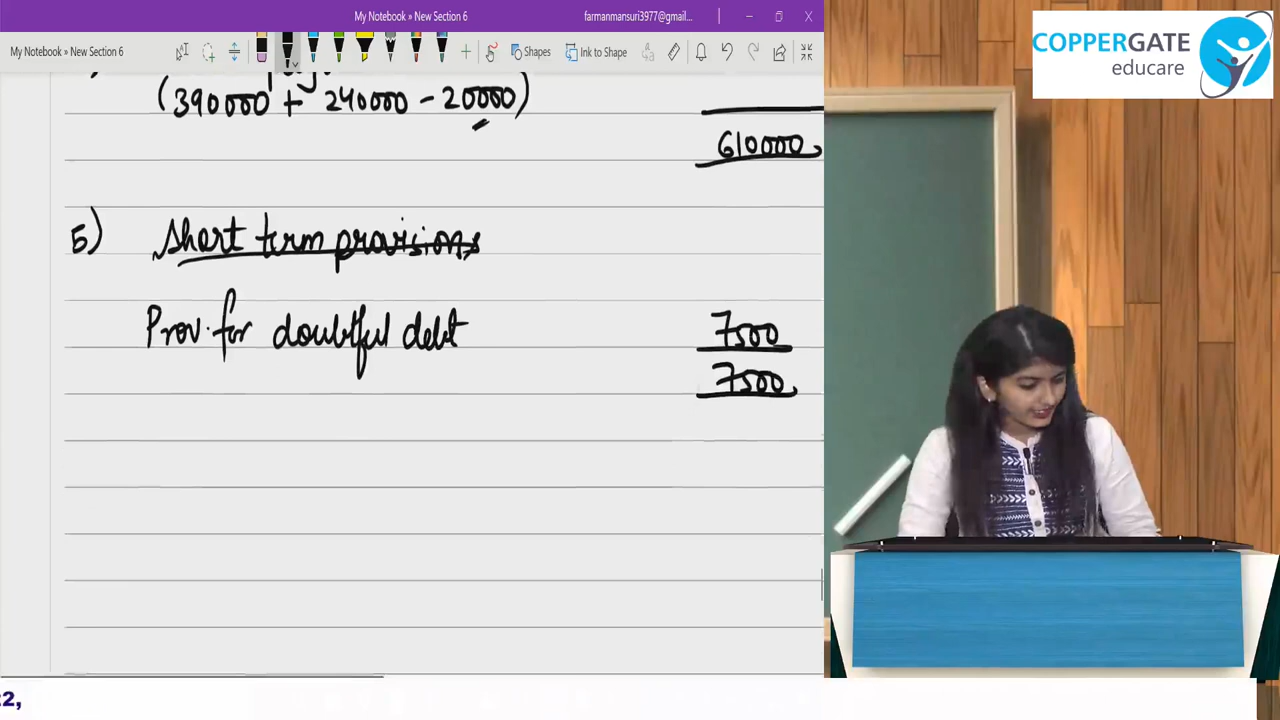 My Notebook » New Section 6
farmanmansuri3977@gmail...
My Notebook » New Section 6
Shapes
Ink to Shape
COPPERGATE
educare
(390000 + 240000 - 20000)
610000
5) Short term provisions
Prov. for doubtful debt 7500
7500
22,